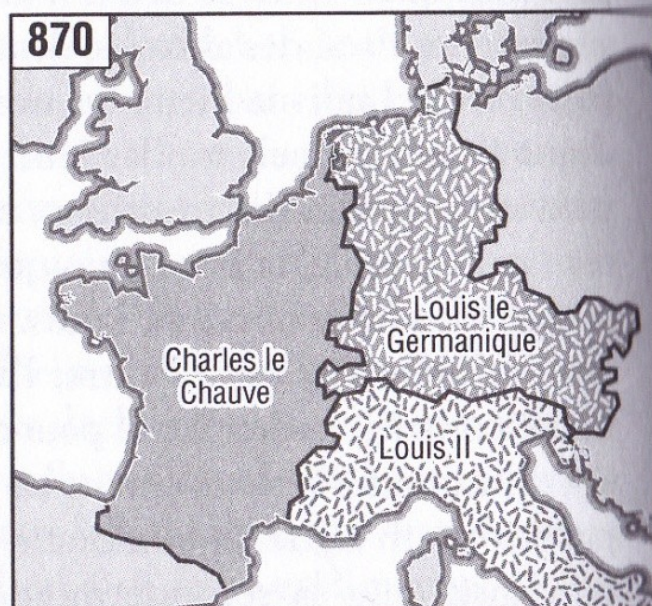 870
Charles le
Chauve
Louis le
Germanique
Louis II